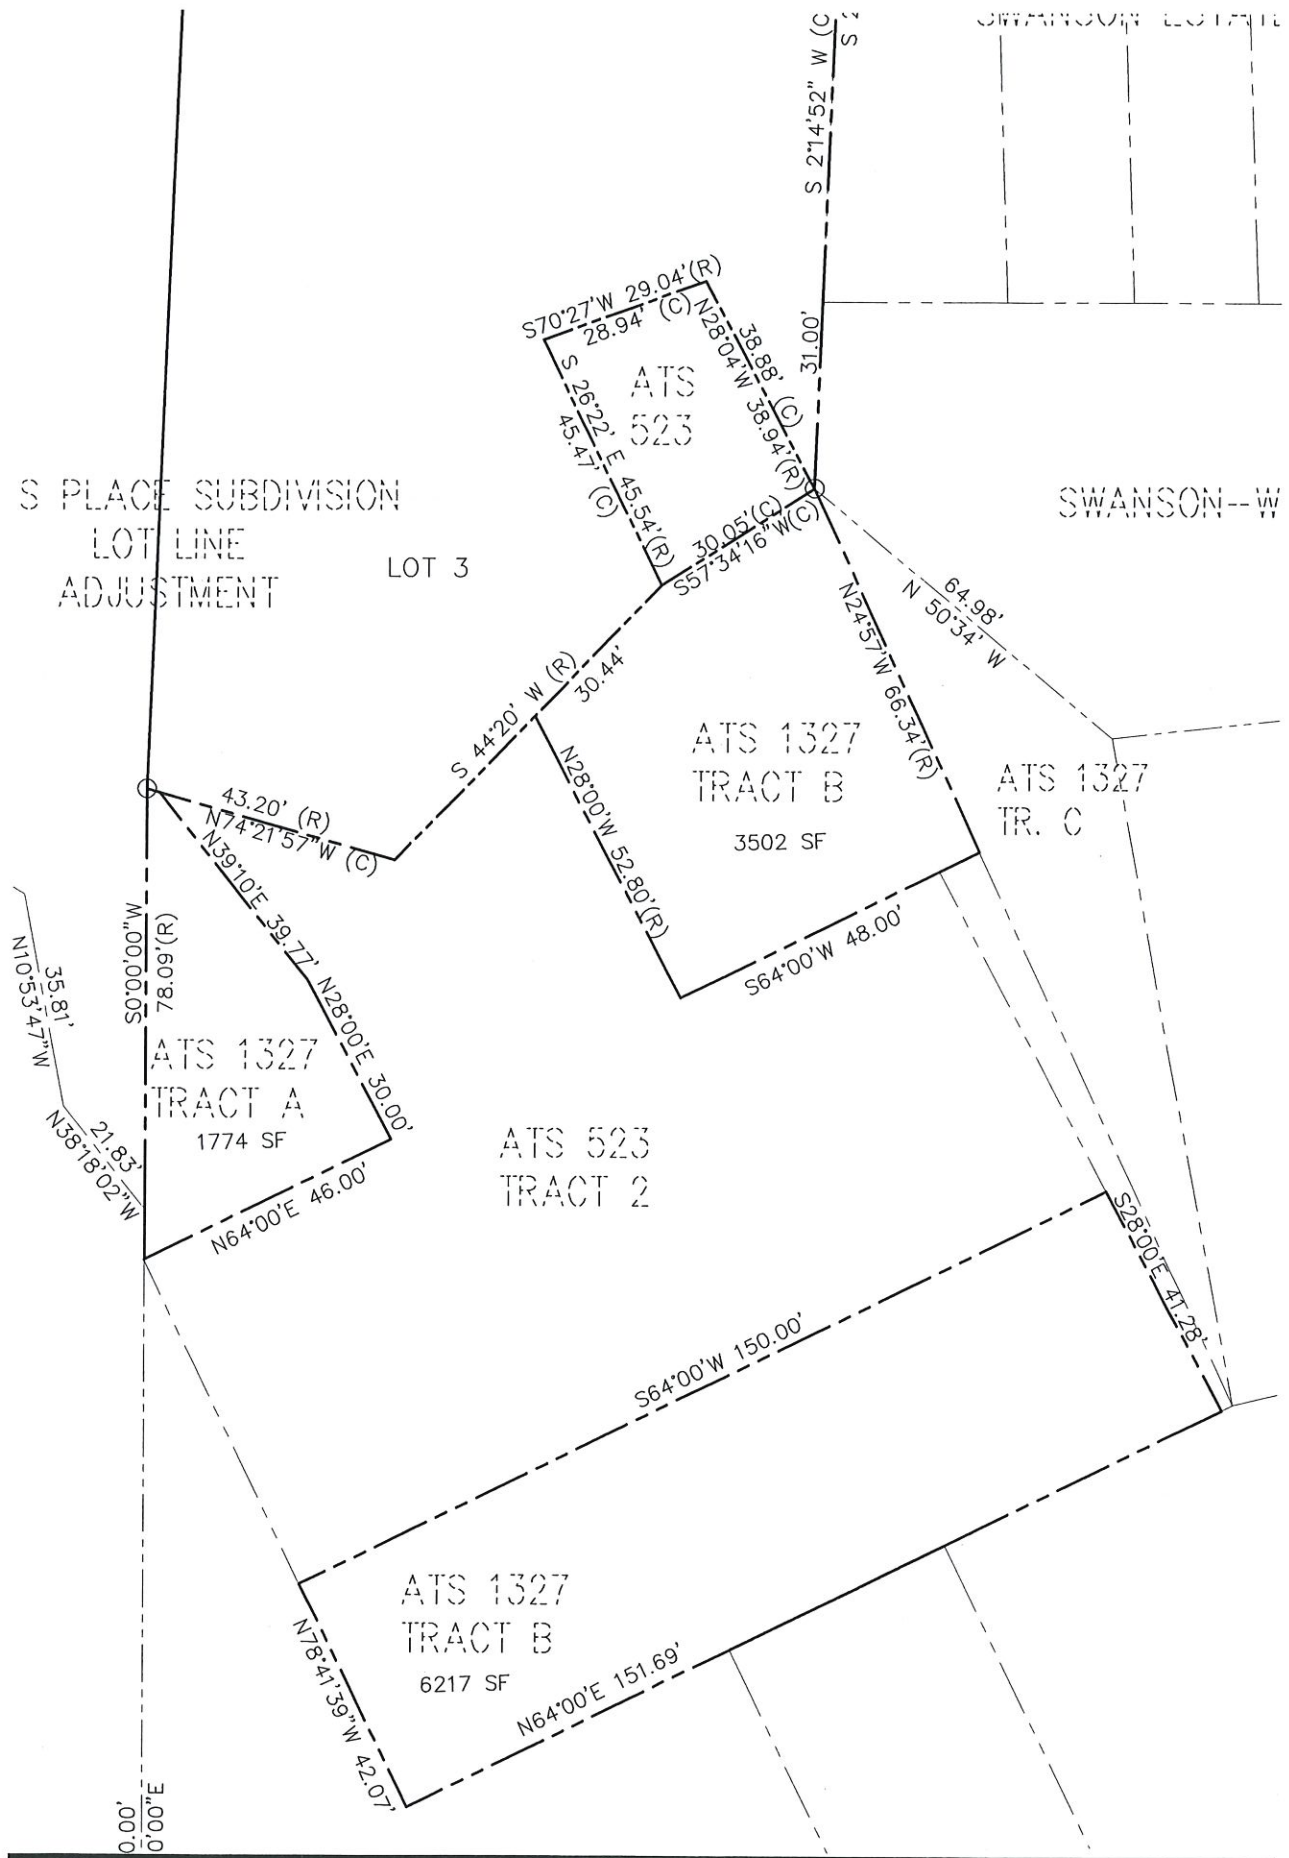 SWANSON ESTATE
S 2°14'52" W (C
S 2
31.00'
S70°27'W 29.04'(R)
28.94' (C)
N28°04'W 38.94'(R)
38.88' (C)
ATS
523
S 26°22' E 45.54'(R)
45.47' (C)
S PLACE SUBDIVISION
LOT LINE
ADJUSTMENT
LOT 3
SWANSON--W
30.05'(C)
S57°34'16"W(C)
64.98'
N 50°34' W
N24°57'W 66.34'(R)
S 44°20' W (R)
30.44'
ATS 1327
TRACT B
3502 SF
ATS 1327
TR. C
43.20' (R)
N74°21'57"W (C)
N28°00'W 52.80'(R)
N39°10'E 39.77'
S64°00'W 48.00'
S0°00'00"W
78.09'(R)
35.81'
N10°53'47"W
N28°00'E 30.00'
ATS 1327
TRACT A
1774 SF
21.83'
N38°18'02"W
N64°00'E 46.00'
ATS 523
TRACT 2
S28°00'E 41.28'
S64°00'W 150.00'
ATS 1327
TRACT B
6217 SF
N78°41'39"W 42.07'
N64°00'E 151.69'
0.00'
0'00"E